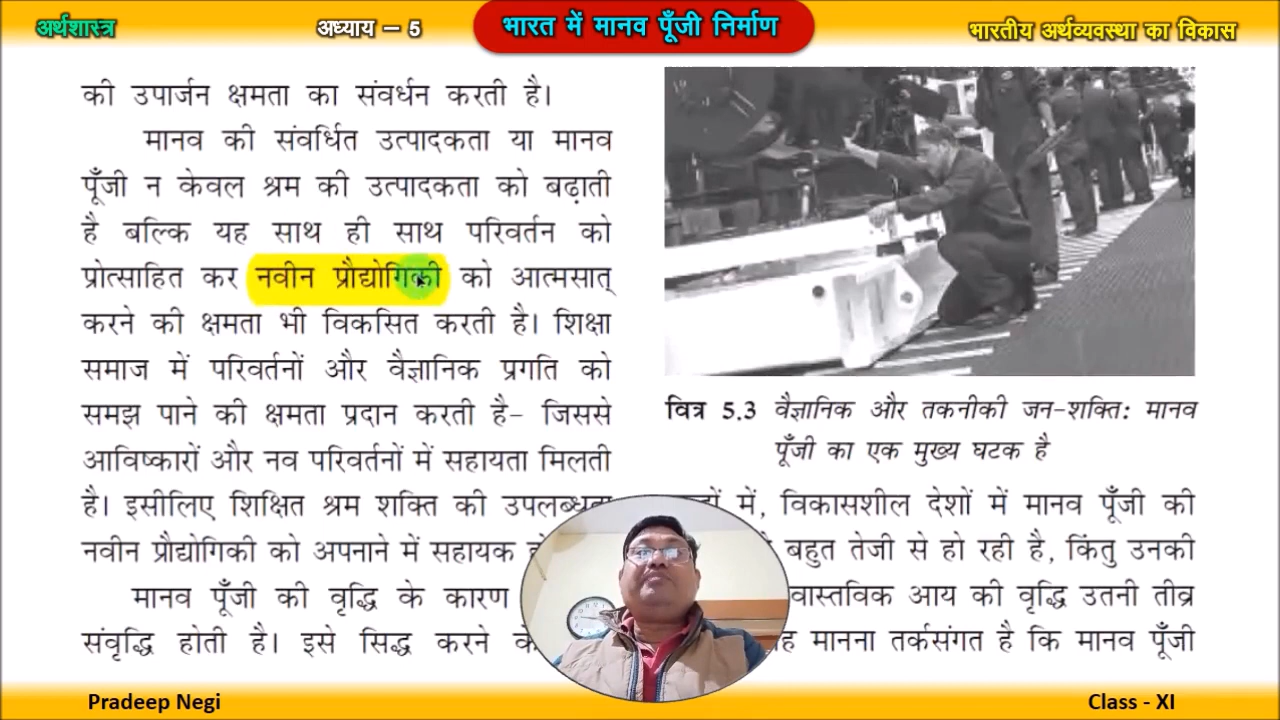 अर्थशास्त्र
अध्याय – 5
भारत में मानव पूँजी निर्माण
भारतीय अर्थव्यवस्था का विकास
की उपार्जन क्षमता का संवर्धन करती है।
मानव की संवर्धित उत्पादकता या मानव
पूँजी न केवल श्रम की उत्पादकता को बढ़ाती
है बल्कि यह साथ ही साथ परिवर्तन को
प्रोत्साहित कर नवीन प्रौद्योगिकी को आत्मसात्
करने की क्षमता भी विकसित करती है। शिक्षा
समाज में परिवर्तनों और वैज्ञानिक प्रगति को
समझ पाने की क्षमता प्रदान करती है– जिससे
आविष्कारों और नव परिवर्तनों में सहायता मिलती
है। इसीलिए शिक्षित श्रम शक्ति की
नवीन प्रौद्योगिकी को अपनाने में सहायक
मानव पूँजी की वृद्धि के कारण
संवृद्धि होती है। इसे सिद्ध करने
वित्र 5.3 वैज्ञानिक और तकनीकी जन-शक्ति: मानव
पूँजी का एक मुख्य घटक है
में, विकासशील देशों में मानव पूँजी की
बहुत तेजी से हो रही है, किंतु उनकी
वास्तविक आय की वृद्धि उतनी तीव्र
मानना तर्कसंगत है कि मानव पूँजी
Pradeep Negi
Class - XI